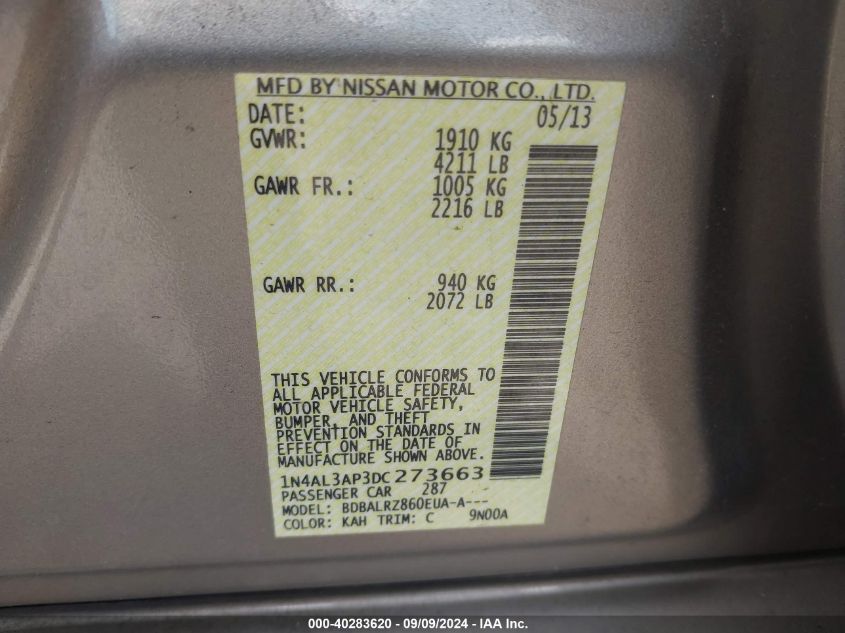 MFD BY NISSAN MOTOR CO., LTD.
DATE: 05/13
GVWR: 1910 KG
4211 LB
GAWR FR.: 1005 KG
2216 LB
GAWR RR.: 940 KG
2072 LB
THIS VEHICLE CONFORMS TO
ALL APPLICABLE FEDERAL
MOTOR VEHICLE SAFETY,
BUMPER, AND THEFT
PREVENTION STANDARDS IN
EFFECT ON THE DATE OF
MANUFACTURE SHOWN ABOVE.
1N4AL3AP3DC273663
PASSENGER CAR 287
MODEL: BDBALRZ860EUA-A---
COLOR: KAH TRIM: C 9N00A
000-40283620 - 09/09/2024 - IAA Inc.